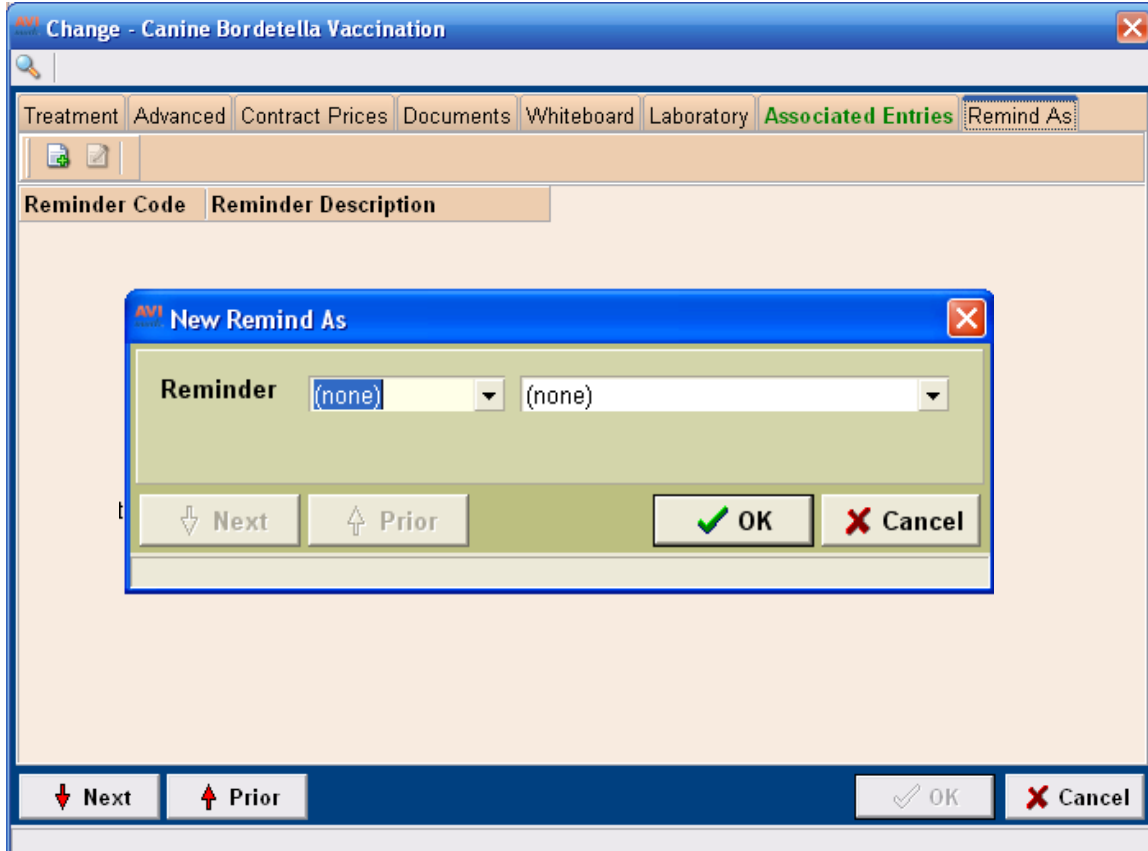 AVI Change - Canine Bordetella Vaccination
Treatment Advanced Contract Prices Documents Whiteboard Laboratory Associated Entries Remind As
Reminder Code Reminder Description
AVI New Remind As
Reminder (none) (none)
t
Next Prior OK Cancel
Next Prior OK Cancel